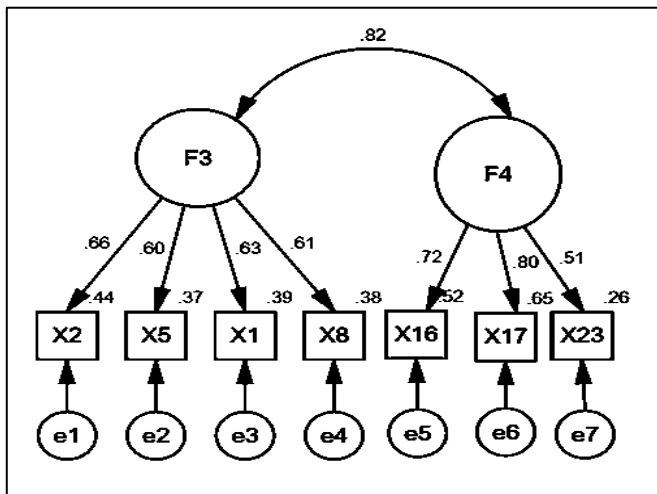 .82
F3
F4
.66
.60
.63
.61
.72
.80
.51
.44
.37
.39
.38
.52
.65
.26
X2
X5
X1
X8
X16
X17
X23
e1
e2
e3
e4
e5
e6
e7